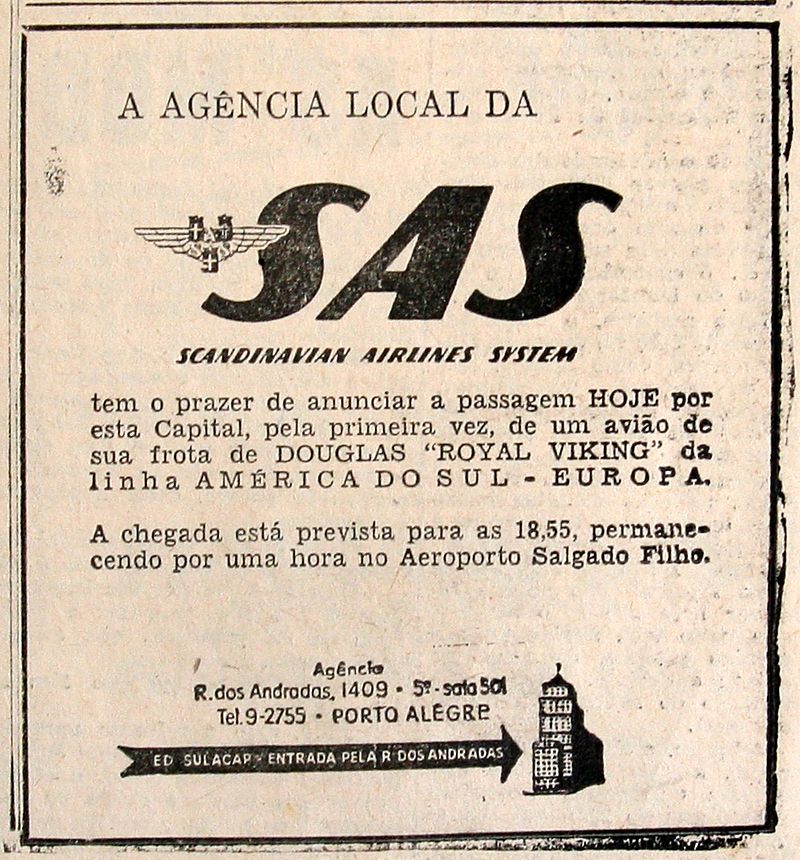 A AGÊNCIA LOCAL DA
SAS
SCANDINAVIAN AIRLINES SYSTEM
tem o prazer de anunciar a passagem HOJE por
esta Capital, pela primeira vez, de um avião de
sua frota de DOUGLAS “ROYAL VIKING” da
linha AMÉRICA DO SUL - EUROPA.
A chegada está prevista para as 18,55, permane-
cendo por uma hora no Aeroporto Salgado Filho.
Agência
R. dos Andradas, 1409 • 5º - sala 501
Tel. 9-2755 • PORTO ALEGRE
ED SULACAP - ENTRADA PELA R DOS ANDRADAS